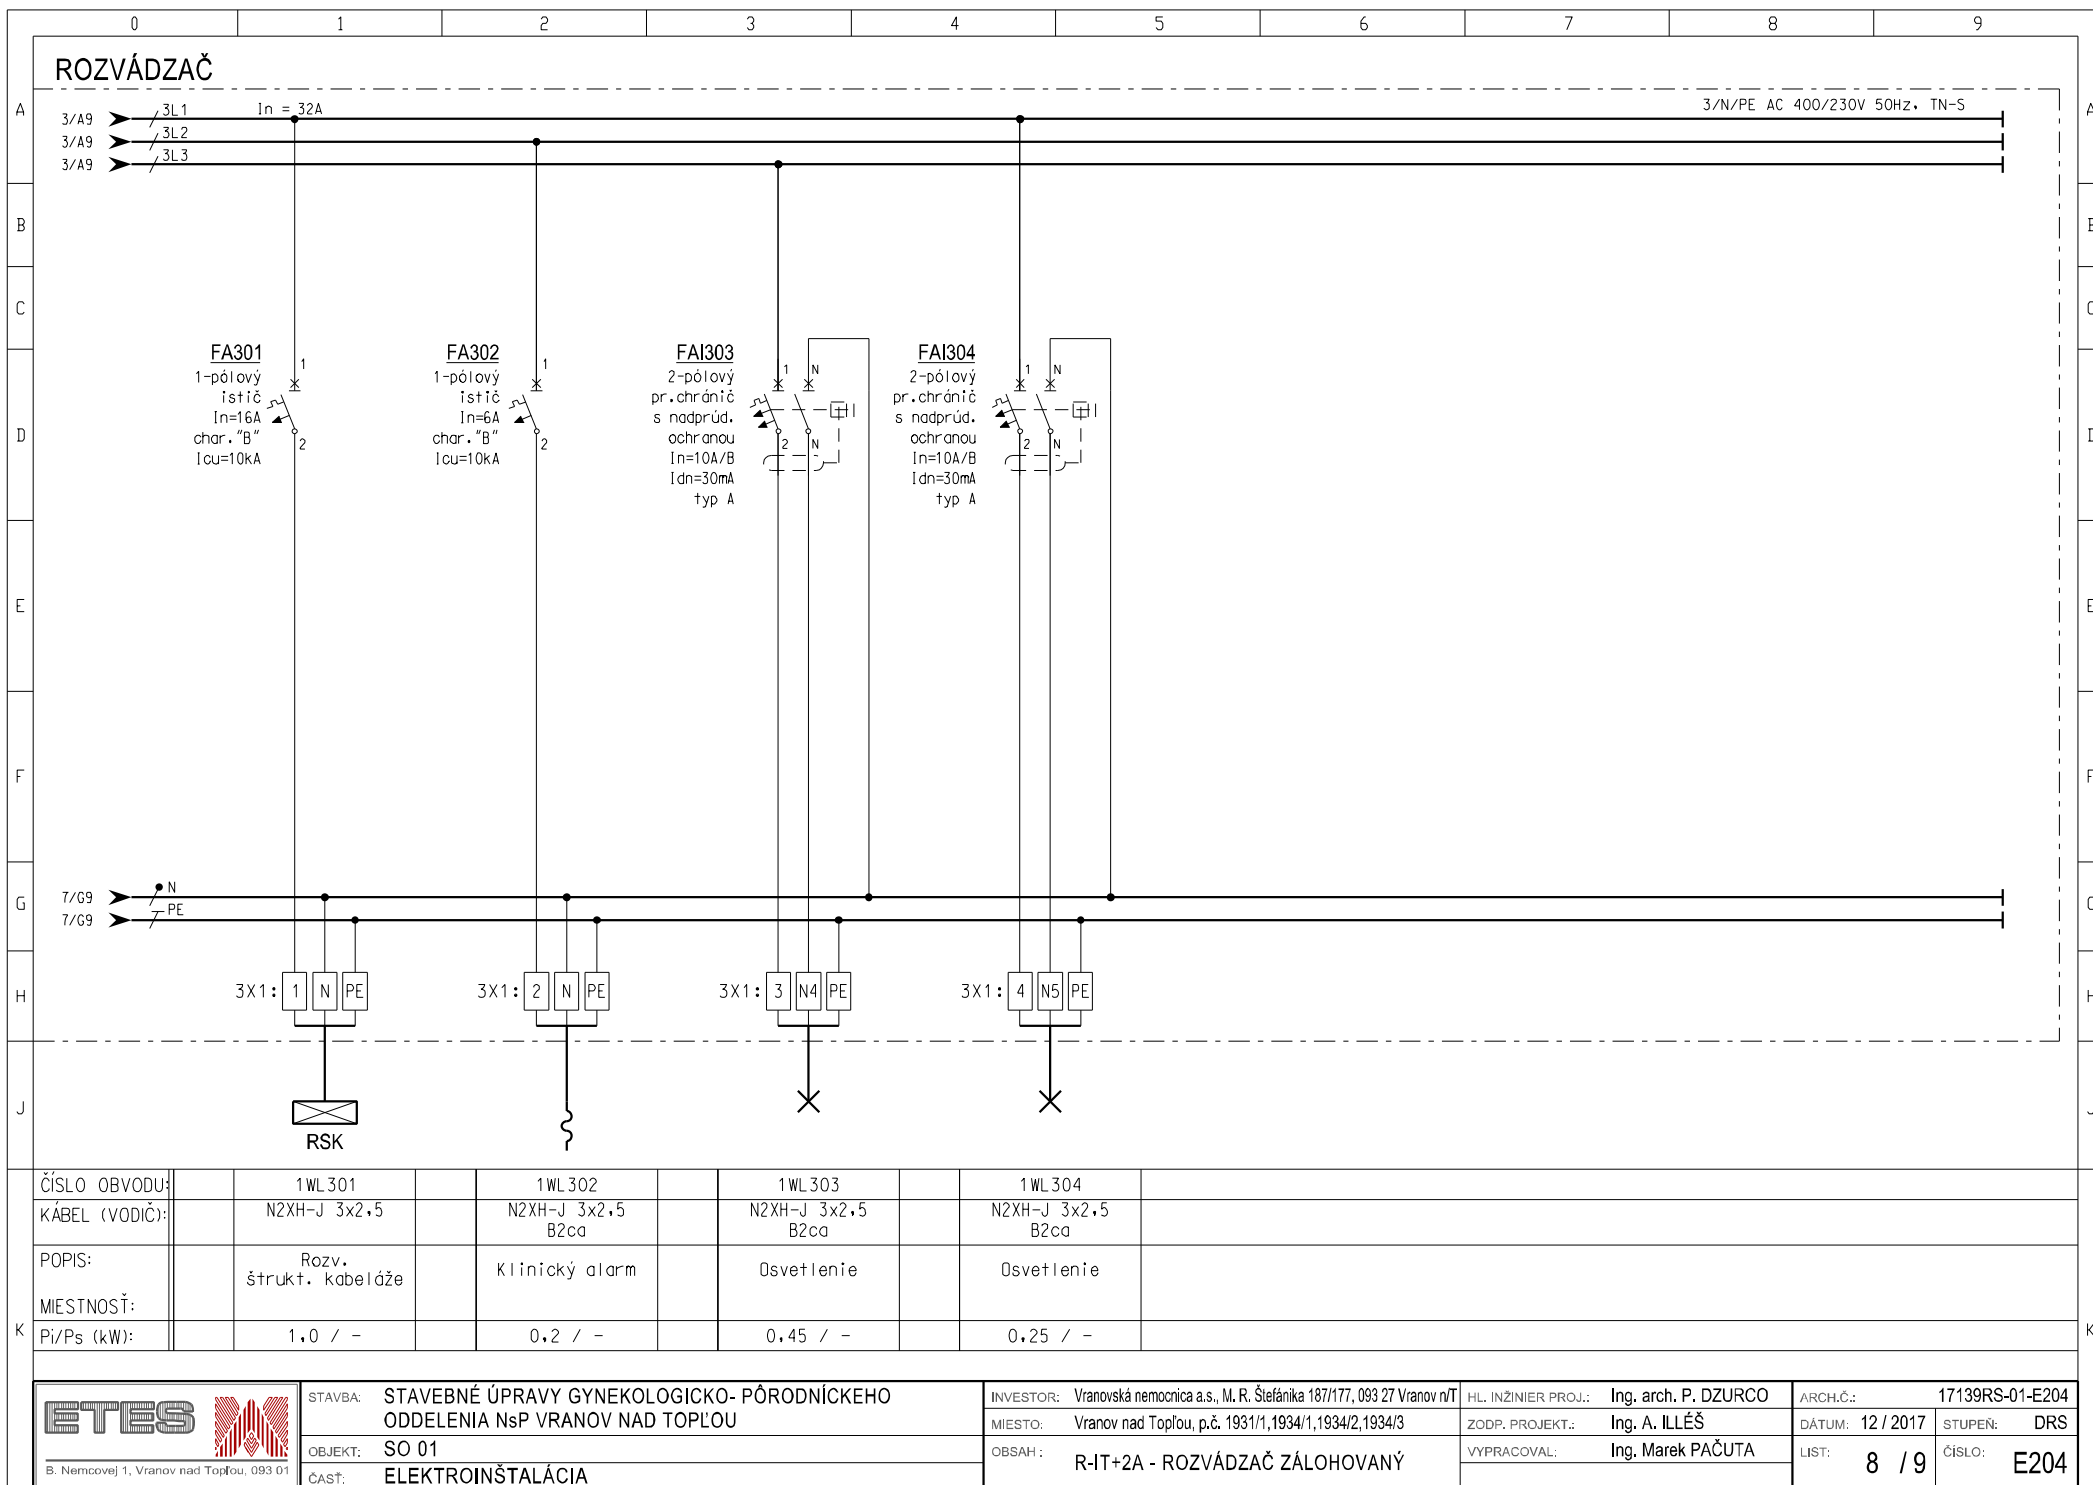 0 1 2 3 4 5 6 7 8 9
ROZVÁDZAČ
A
3/A9 3L1 In = 32A 3/N/PE AC 400/230V 50Hz, TN-S
3/A9 3L2
3/A9 3L3
B
C
D
FA301
1-pólový
istič
In=16A
char."B"
Icu=10kA
1
2
FA302
1-pólový
istič
In=6A
char."B"
Icu=10kA
1
2
FAI303
2-pólový
pr.chránič
s nadprúd.
ochranou
In=10A/B
Idn=30mA
typ A
1 N
2 N
FAI304
2-pólový
pr.chránič
s nadprúd.
ochranou
In=10A/B
Idn=30mA
typ A
1 N
2 N
E
F
G
7/G9 N
7/G9 PE
H
3X1: 1 N PE
3X1: 2 N PE
3X1: 3 N4 PE
3X1: 4 N5 PE
J
RSK
K
ČÍSLO OBVODU: 1WL301 1WL302 1WL303 1WL304
KÁBEL (VODIČ): N2XH-J 3x2,5 N2XH-J 3x2,5 N2XH-J 3x2,5 N2XH-J 3x2,5
B2ca B2ca B2ca
POPIS: Rozv. štrukt. kabeláže Klinický alarm Osvetlenie Osvetlenie
MIESTNOSŤ:
Pi/Ps (kW): 1,0 / - 0,2 / - 0,45 / - 0,25 / -
ETES
B. Nemcovej 1, Vranov nad Topľou, 093 01
STAVBA: STAVEBNÉ ÚPRAVY GYNEKOLOGICKO- PÔRODNÍCKEHO
ODDELENIA NsP VRANOV NAD TOPĽOU
OBJEKT: SO 01
ČASŤ: ELEKTROINŠTALÁCIA
INVESTOR: Vranovská nemocnica a.s., M. R. Štefánika 187/177, 093 27 Vranov n/T
MIESTO: Vranov nad Topľou, p.č. 1931/1,1934/1,1934/2,1934/3
OBSAH : R-IT+2A - ROZVÁDZAČ ZÁLOHOVANÝ
HL. INŽINIER PROJ.: Ing. arch. P. DZURCO
ZODP. PROJEKT.: Ing. A. ILLÉŠ
VYPRACOVAL: Ing. Marek PAČUTA
ARCH.Č.: 17139RS-01-E204
DÁTUM: 12 / 2017 STUPEŇ: DRS
LIST: 8 / 9 ČÍSLO: E204